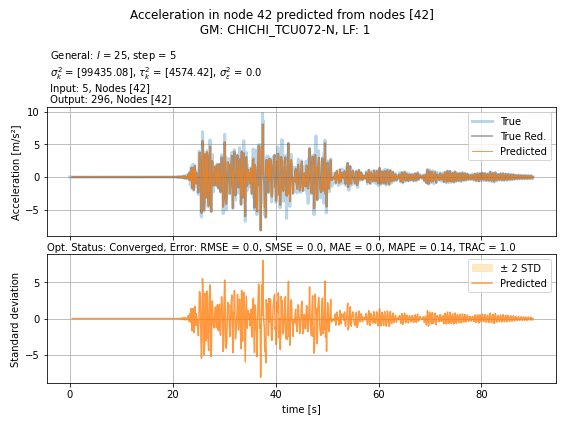 Acceleration in node 42 predicted from nodes [42]
GM: CHICHI_TCU072-N, LF: 1
General: l = 25, step = 5
σ²ₖ = [99435.08], τ²ₖ = [4574.42], σ²ε = 0.0
Input: 5, Nodes [42]
Output: 296, Nodes [42]
10
5
0
−5
Acceleration [m/s²]
True
True Red.
Predicted
Opt. Status: Converged, Error: RMSE = 0.0, SMSE = 0.0, MAE = 0.0, MAPE = 0.14, TRAC = 1.0
5
0
−5
Standard deviation
± 2 STD
Predicted
0 20 40 60 80
time [s]